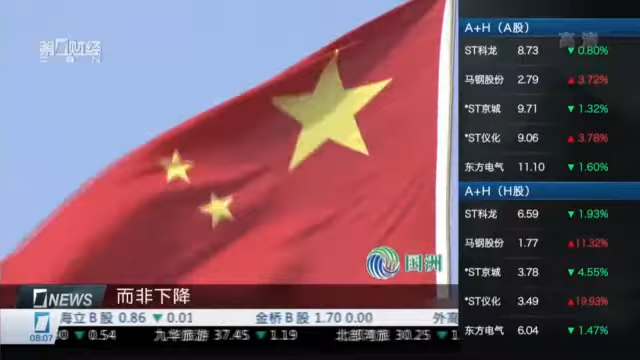 第一财经
高清
A+H（A股）
ST科龙 8.73 ▼0.80%
马钢股份 2.79 ▲3.72%
*ST京城 9.71 ▼1.32%
*ST仪化 9.06 ▲3.78%
东方电气 11.10 ▼1.60%
A+H（H股）
ST科龙 6.59 ▼1.93%
马钢股份 1.77 ▲11.32%
*ST京城 3.78 ▼4.55%
*ST仪化 3.49 ▲19.93%
东方电气 6.04 ▼1.47%
国洲
NEWS
而非下降
海立B股 0.86 ▼0.01 金桥B股 1.70 0.00 外高
08:07
▼0.54 九华旅游 37.45 ▼1.19 北部湾旅 30.25 ▼1